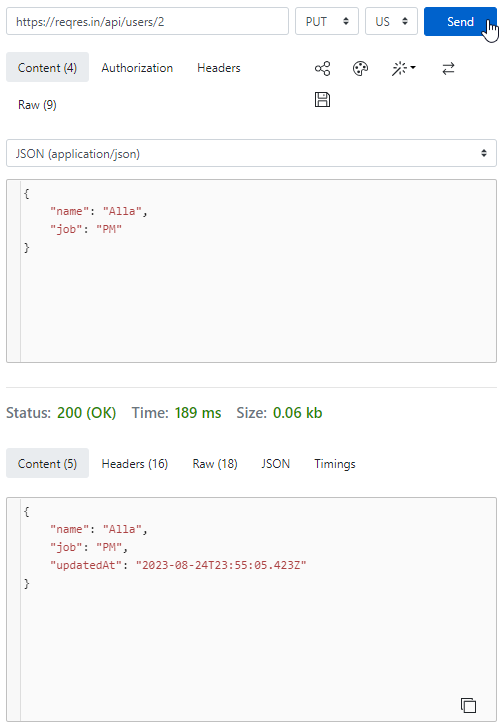 https://reqres.in/api/users/2 PUT US Send
Content (4) Authorization Headers
Raw (9)
JSON (application/json)
{
"name": "Alla",
"job": "PM"
}
Status: 200 (OK) Time: 189 ms Size: 0.06 kb
Content (5) Headers (16) Raw (18) JSON Timings
{
"name": "Alla",
"job": "PM",
"updatedAt": "2023-08-24T23:55:05.423Z"
}